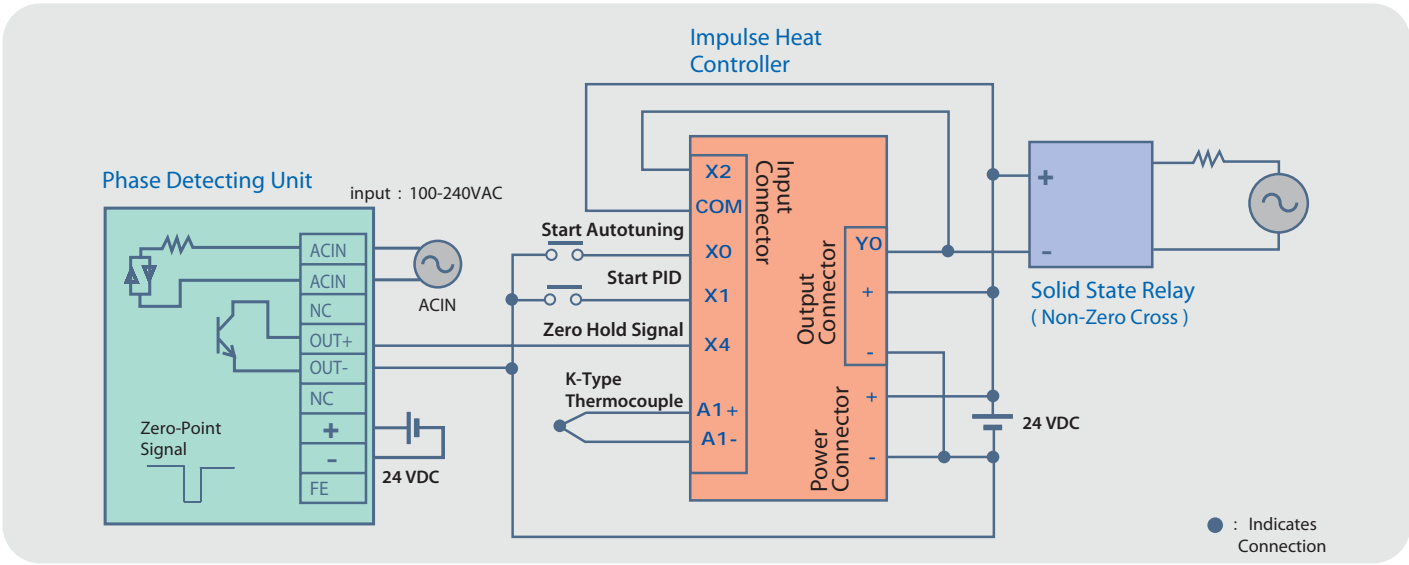 Impulse Heat
Controller
Phase Detecting Unit
input : 100-240VAC
ACIN
ACIN
NC
OUT+
OUT-
NC
+
-
FE
ACIN
Zero-Point
Signal
24 VDC
Start Autotuning
Start PID
Zero Hold Signal
K-Type
Thermocouple
X2
COM
X0
X1
X4
A1+
A1-
Input
Connector
Output
Connector
Y0
+
-
Power
Connector
+
-
24 VDC
+
-
Solid State Relay
( Non-Zero Cross )
: Indicates
Connection